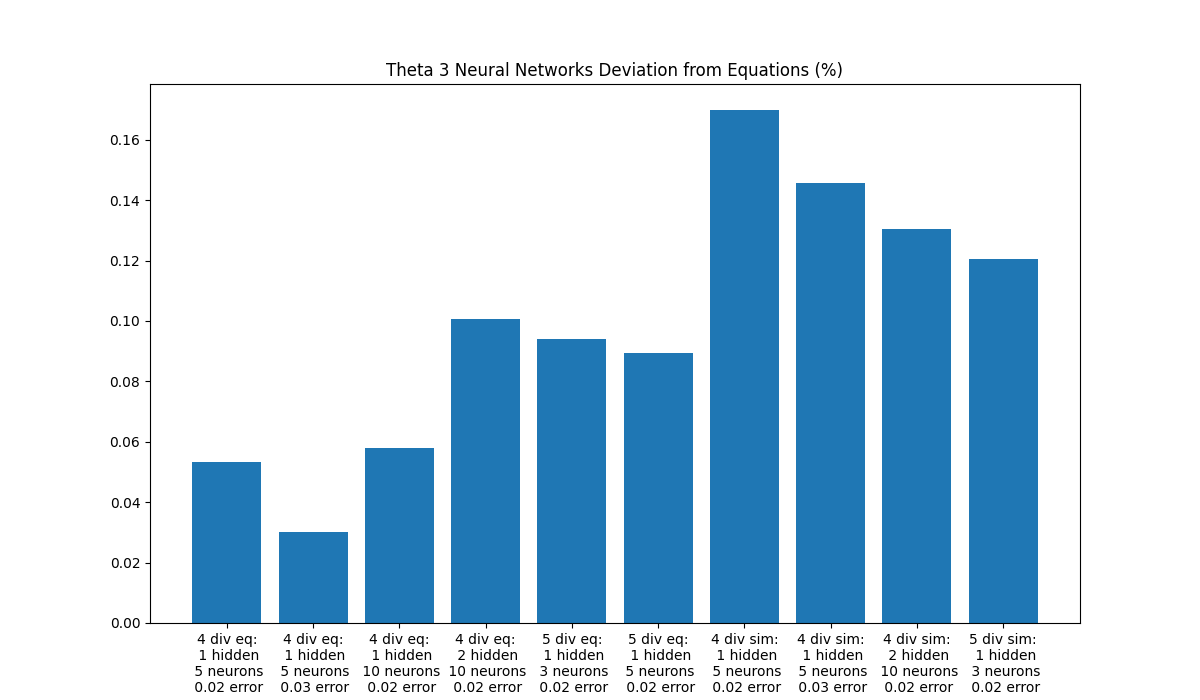 Theta 3 Neural Networks Deviation from Equations (%)
0.16
0.14
0.12
0.10
0.08
0.06
0.04
0.02
0.00
4 div eq:
1 hidden
5 neurons
0.02 error
4 div eq:
1 hidden
5 neurons
0.03 error
4 div eq:
1 hidden
10 neurons
0.02 error
4 div eq:
2 hidden
10 neurons
0.02 error
5 div eq:
1 hidden
3 neurons
0.02 error
5 div eq:
1 hidden
5 neurons
0.02 error
4 div sim:
1 hidden
5 neurons
0.02 error
4 div sim:
1 hidden
5 neurons
0.03 error
4 div sim:
2 hidden
10 neurons
0.02 error
5 div sim:
1 hidden
3 neurons
0.02 error